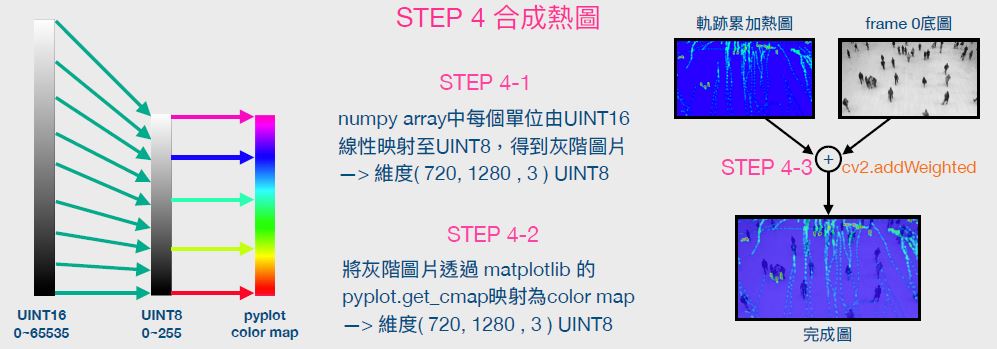 STEP 4 合成熱圖
STEP 4-1
numpy array中每個單位由UINT16
線性映射至UINT8，得到灰階圖片
—> 維度( 720, 1280 , 3 ) UINT8
STEP 4-2
將灰階圖片透過 matplotlib 的
pyplot.get_cmap映射為color map
—> 維度( 720, 1280 , 3 ) UINT8
UINT16
0~65535
UINT8
0~255
pyplot
color map
軌跡累加熱圖
frame 0底圖
STEP 4-3
+
cv2.addWeighted
完成圖